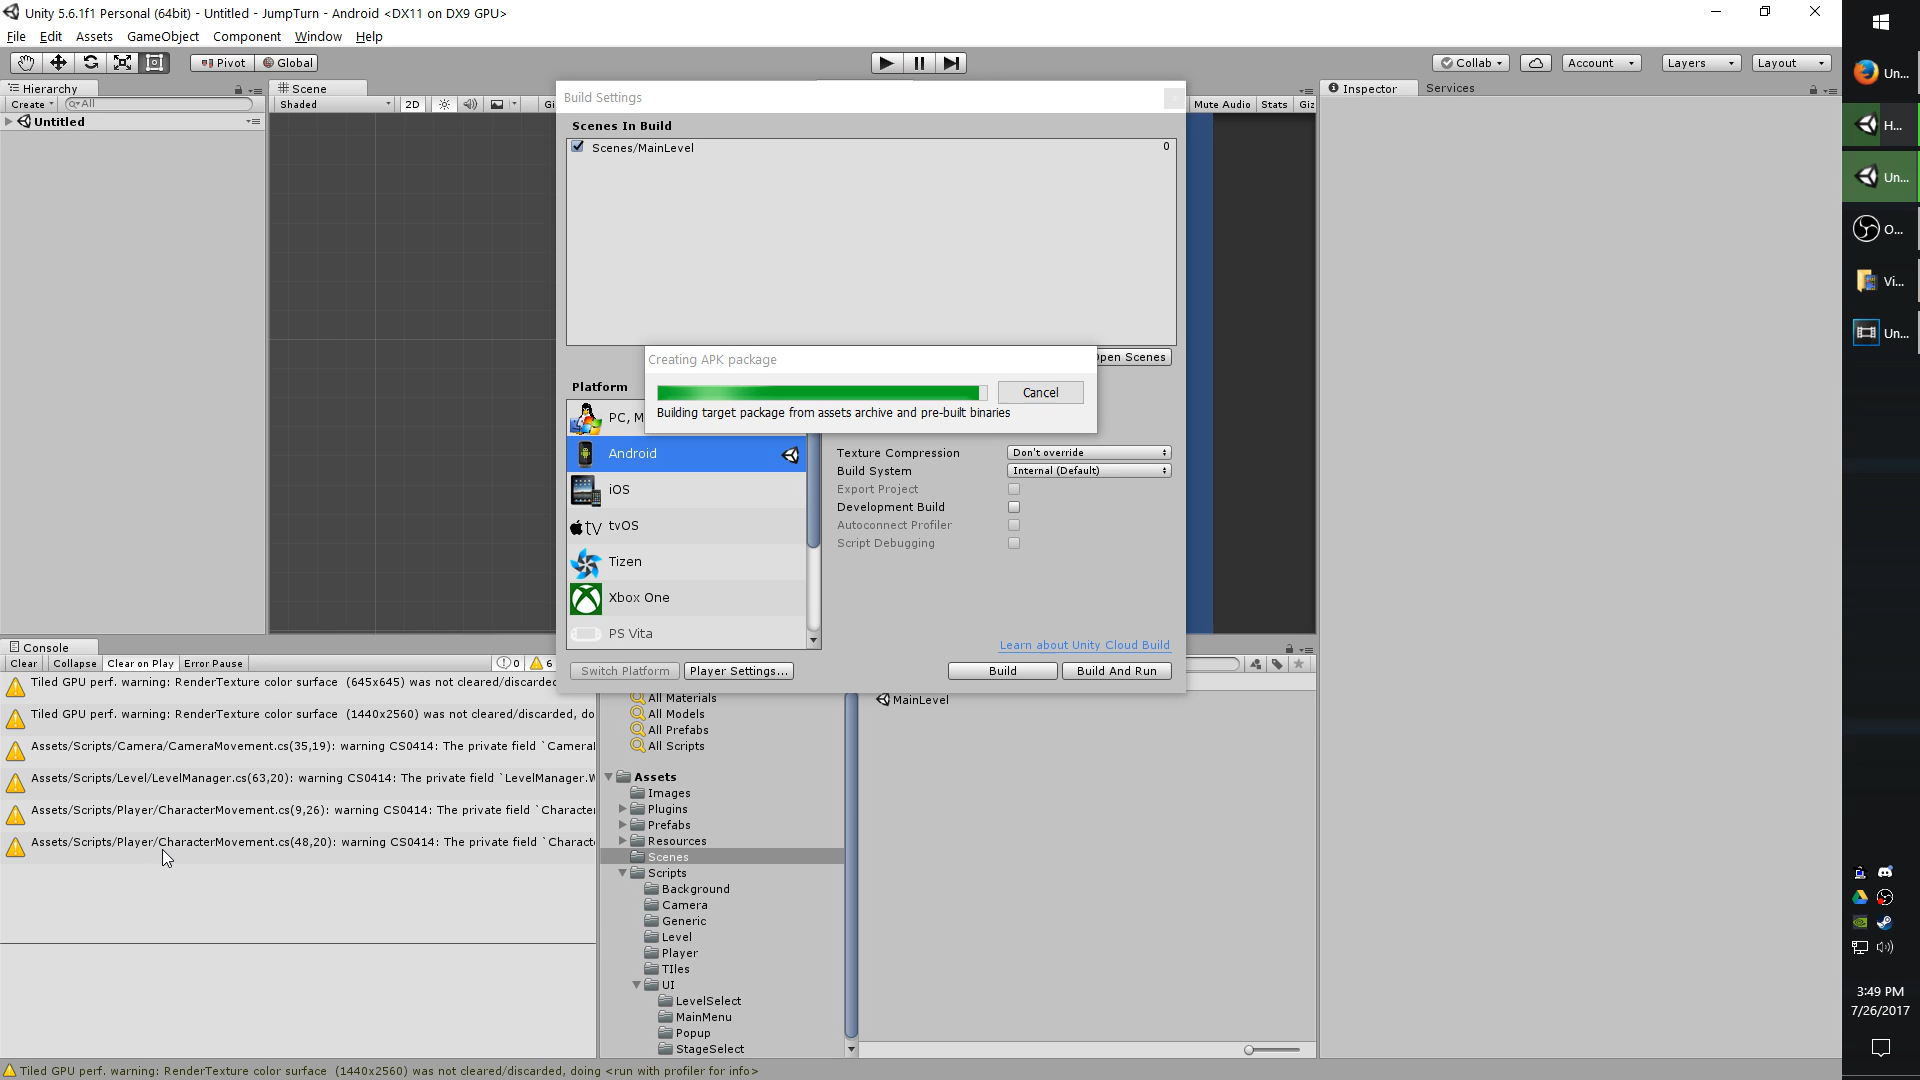 Unity 5.6.1f1 Personal (64bit) - Untitled - JumpTurn - Android <DX11 on DX9 GPU>
File Edit Assets GameObject Component Window Help
Pivot Global Collab Account Layers Layout
Hierarchy
Create All
Untitled
Scene
Shaded 2D Gi
Mute Audio Stats Giz
Inspector Services
Build Settings
Scenes In Build
Scenes/MainLevel 0
Open Scenes
Creating APK package
Cancel
Building target package from assets archive and pre-built binaries
Platform
PC, M
Android
iOS
tvOS
Tizen
Xbox One
PS Vita
Texture Compression Don't override
Build System Internal (Default)
Export Project
Development Build
Autoconnect Profiler
Script Debugging
Learn about Unity Cloud Build
Switch Platform Player Settings... Build Build And Run
Console
Clear Collapse Clear on Play Error Pause 0 6
Tiled GPU perf. warning: RenderTexture color surface (645x645) was not cleared/discarded
Tiled GPU perf. warning: RenderTexture color surface (1440x2560) was not cleared/discarded, do
Assets/Scripts/Camera/CameraMovement.cs(35,19): warning CS0414: The private field `Camera
Assets/Scripts/Level/LevelManager.cs(63,20): warning CS0414: The private field `LevelManager.W
Assets/Scripts/Player/CharacterMovement.cs(9,26): warning CS0414: The private field `Character
Assets/Scripts/Player/CharacterMovement.cs(48,20): warning CS0414: The private field `Charact
All Materials
All Models
All Prefabs
All Scripts
Assets
Images
Plugins
Prefabs
Resources
Scenes
Scripts
Background
Camera
Generic
Level
Player
TIles
UI
LevelSelect
MainMenu
Popup
StageSelect
MainLevel
Tiled GPU perf. warning: RenderTexture color surface (1440x2560) was not cleared/discarded, doing <run with profiler for info>
Un...
H...
Un...
O...
Vi...
Un...
3:49 PM
7/26/2017